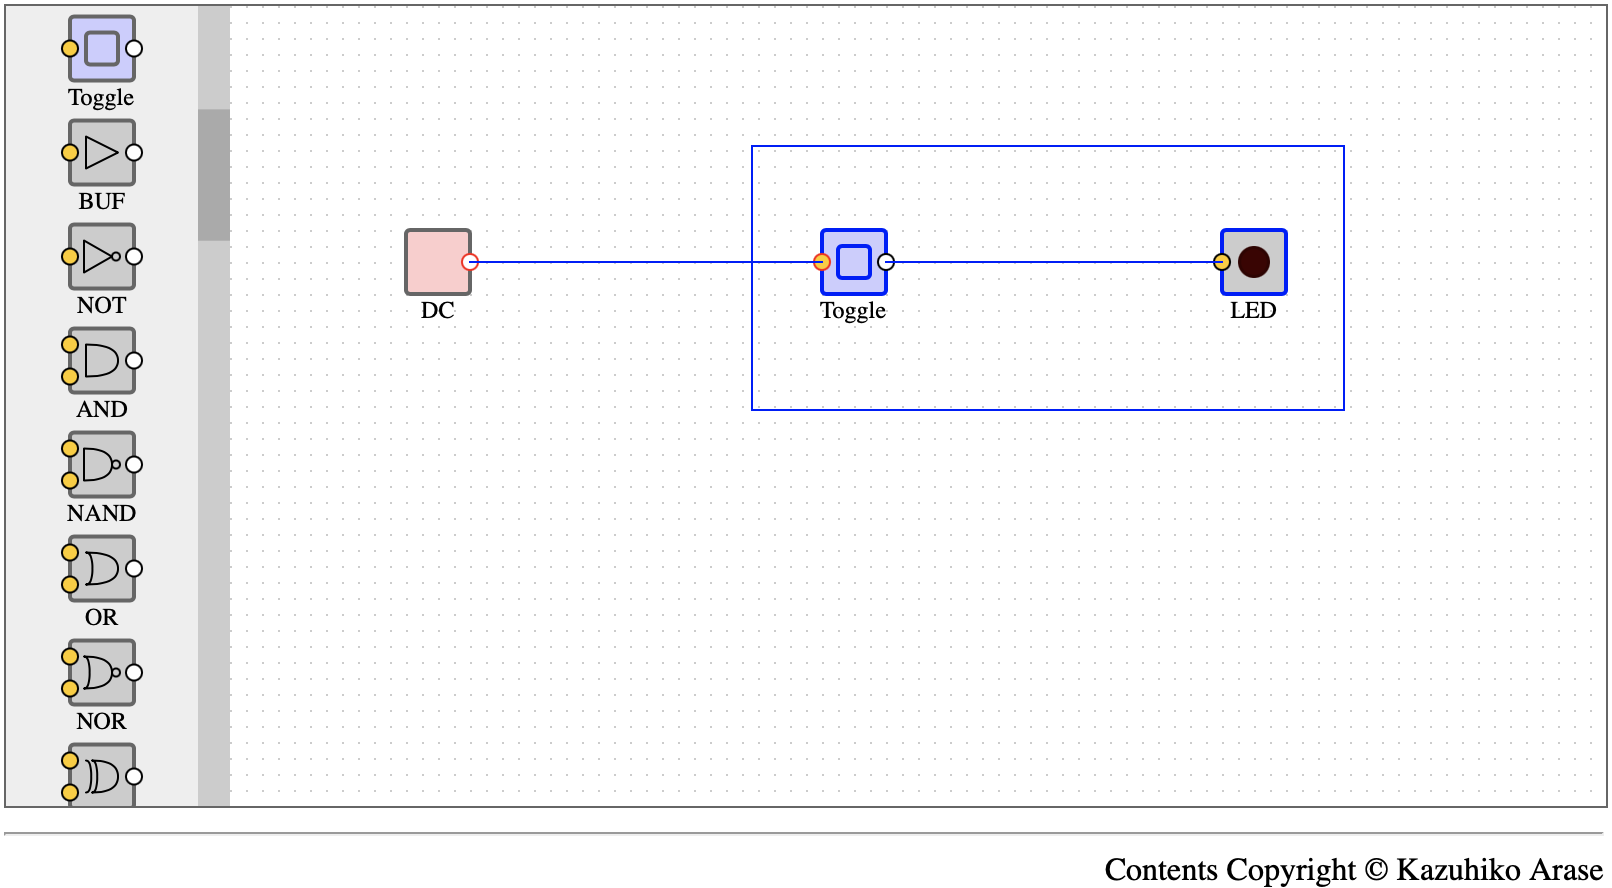 Toggle
BUF
NOT
AND
NAND
OR
NOR
DC
Toggle
LED
Contents Copyright © Kazuhiko Arase